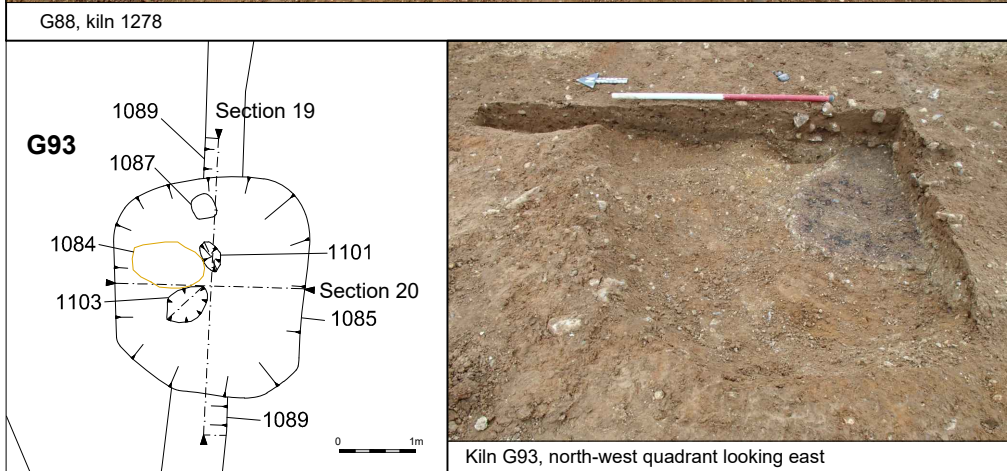 G88, kiln 1278
G93
1089
Section 19
1087
1084
1101
1103
Section 20
1085
1089
0 1m
Kiln G93, north-west quadrant looking east